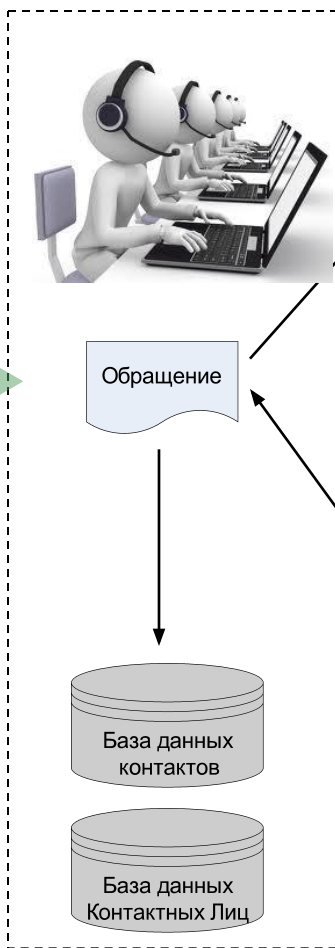 Обращение
База данных
контактов
База данных
Контактных Лиц